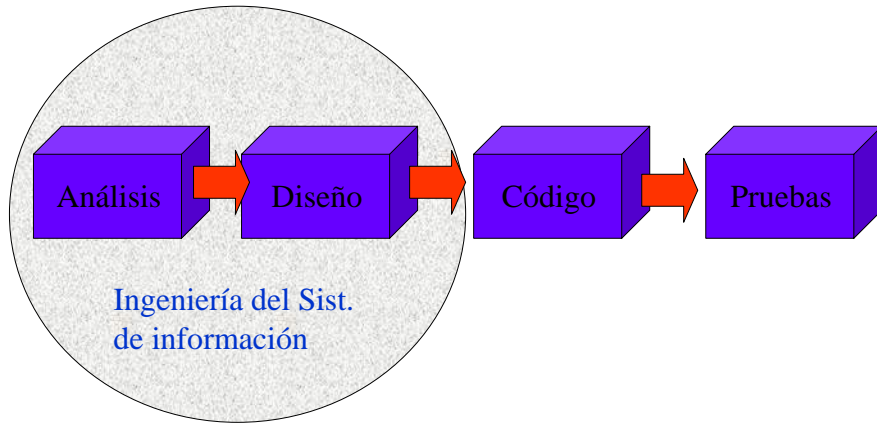 Análisis
Diseño
Código
Pruebas
Ingeniería del Sist.
de información